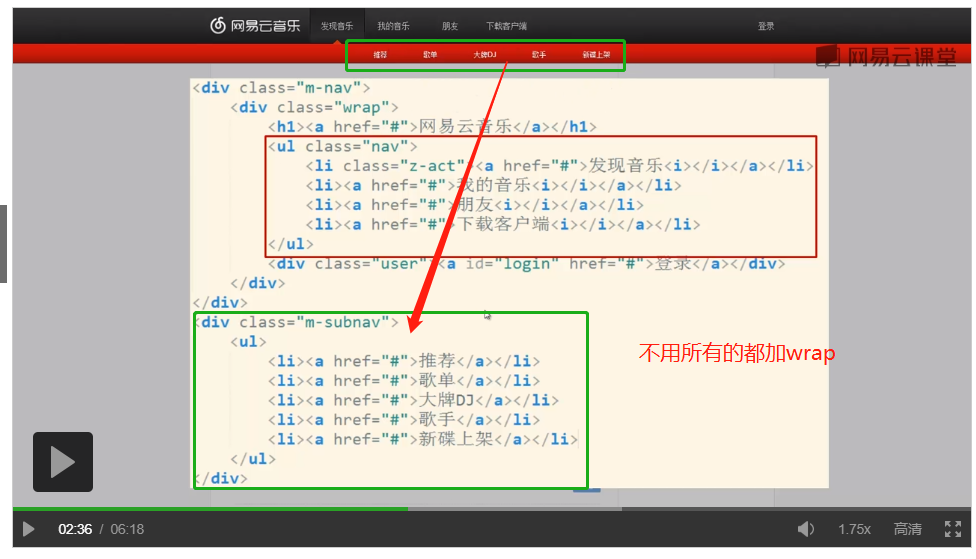 网易云音乐 发现音乐 我的音乐 朋友 下载客户端 登录
推荐 歌单 大牌DJ 歌手 新碟上架
网易云课堂
<div class="m-nav">
<div class="wrap">
<h1><a href="#">网易云音乐</a></h1>
<ul class="nav">
<li class="z-act"><a href="#">发现音乐<i></i></a></li>
<li><a href="#">我的音乐<i></i></a></li>
<li><a href="#">朋友<i></i></a></li>
<li><a href="#">下载客户端<i></i></a></li>
</ul>
<div class="user"><a id="login" href="#">登录</a></div>
</div>
</div>
<div class="m-subnav">
<ul>
<li><a href="#">推荐</a></li>
<li><a href="#">歌单</a></li>
<li><a href="#">大牌DJ</a></li>
<li><a href="#">歌手</a></li>
<li><a href="#">新碟上架</a></li>
</ul>
</div>
不用所有的都加wrap
02:36 / 06:18 1.75x 高清